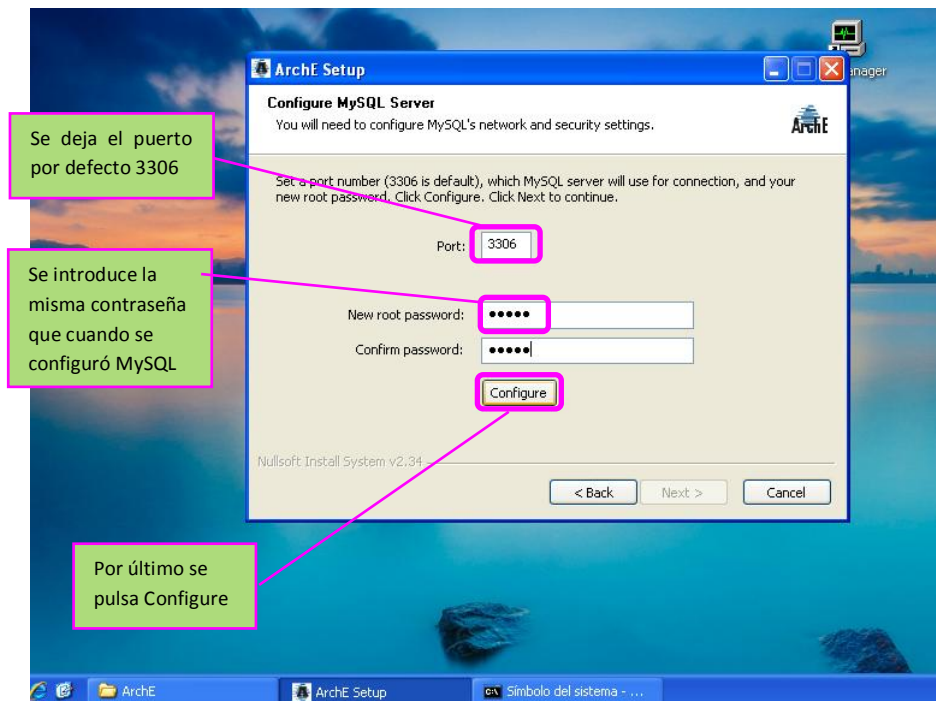 anager
ArchE Setup
Configure MySQL Server
You will need to configure MySQL's network and security settings.
ArchE
Se deja el puerto
por defecto 3306
Set a port number (3306 is default), which MySQL server will use for connection, and your
new root password. Click Configure. Click Next to continue.
Port: 3306
Se introduce la
misma contraseña
que cuando se
configuró MySQL
New root password: •••••
Confirm password: •••••
Configure
Nullsoft Install System v2.34
< Back Next > Cancel
Por último se
pulsa Configure
ArchE ArchE Setup Símbolo del sistema - ...